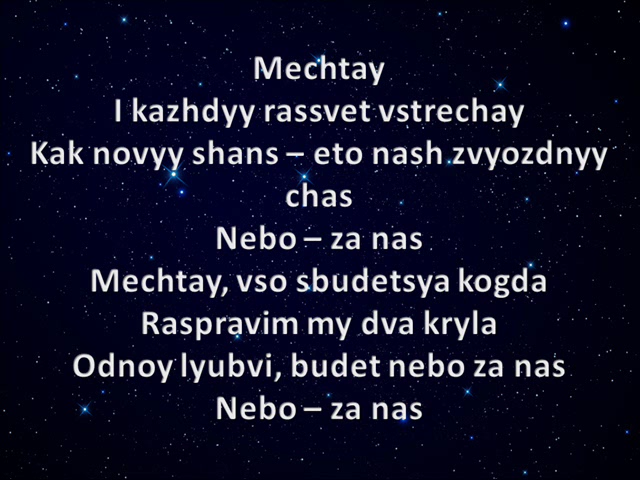 Mechtay
I kazhdyy rassvet vstrechay
Kak novyy shans – eto nash zvyozdnyy
chas
Nebo – za nas
Mechtay, vso sbudetsya kogda
Raspravim my dva kryla
Odnoy lyubvi, budet nebo za nas
Nebo – za nas